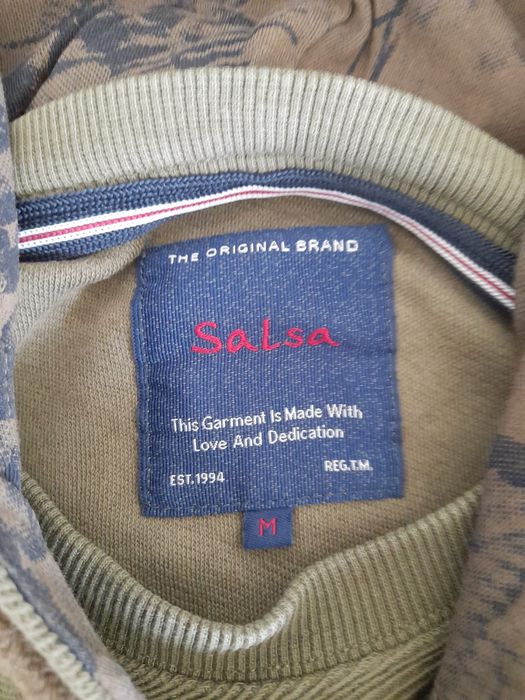 THE ORIGINAL BRAND
Salsa
This Garment Is Made With
Love And Dedication
EST. 1994 REG.T.M.
M